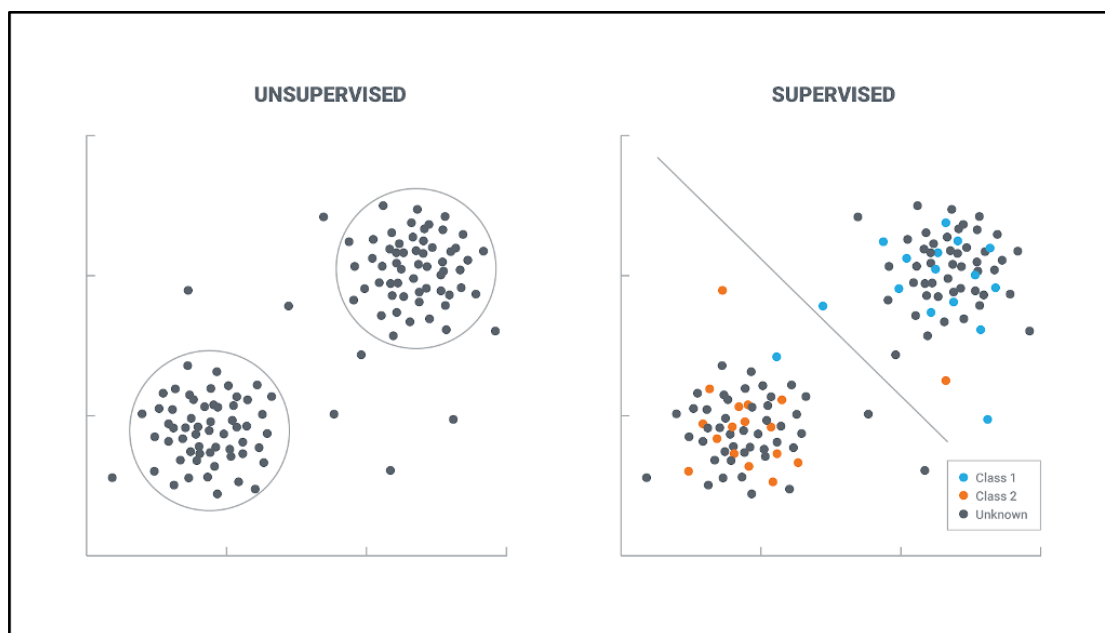 UNSUPERVISED
SUPERVISED
Class 1
Class 2
Unknown